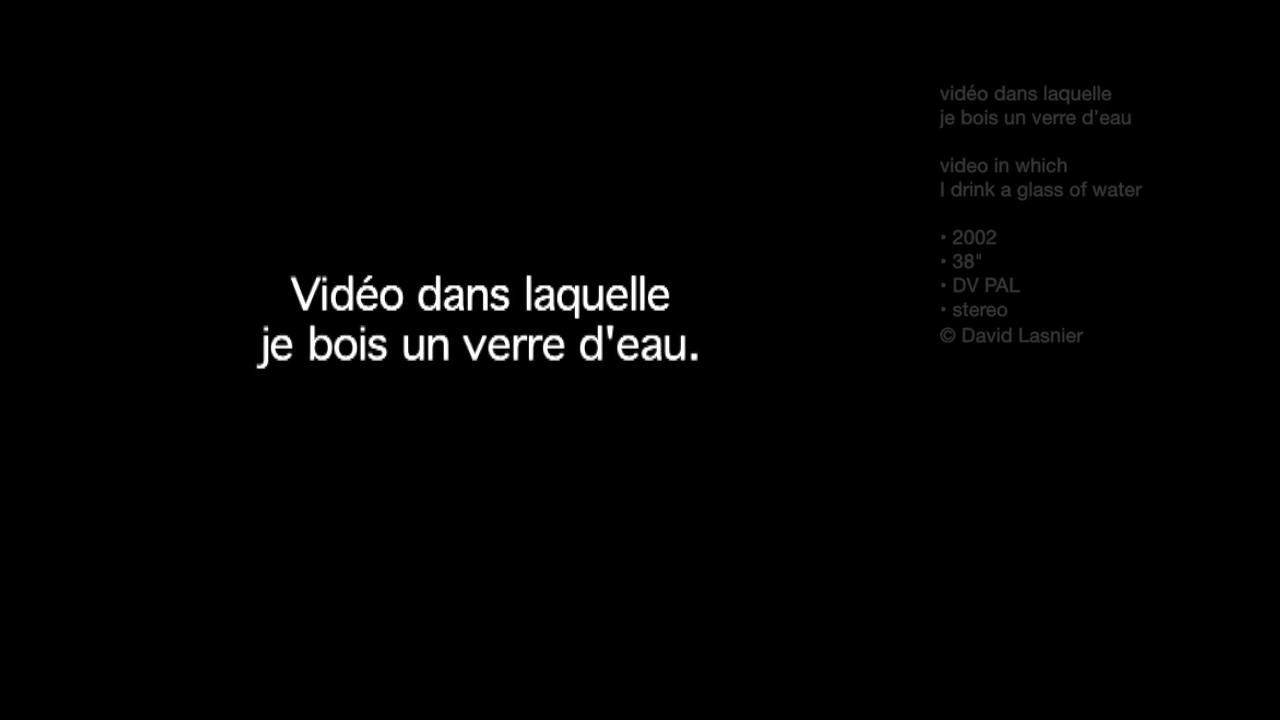 Vidéo dans laquelle
je bois un verre d'eau.
vidéo dans laquelle
je bois un verre d’eau
video in which
I drink a glass of water
• 2002
• 38"
• DV PAL
• stereo
© David Lasnier